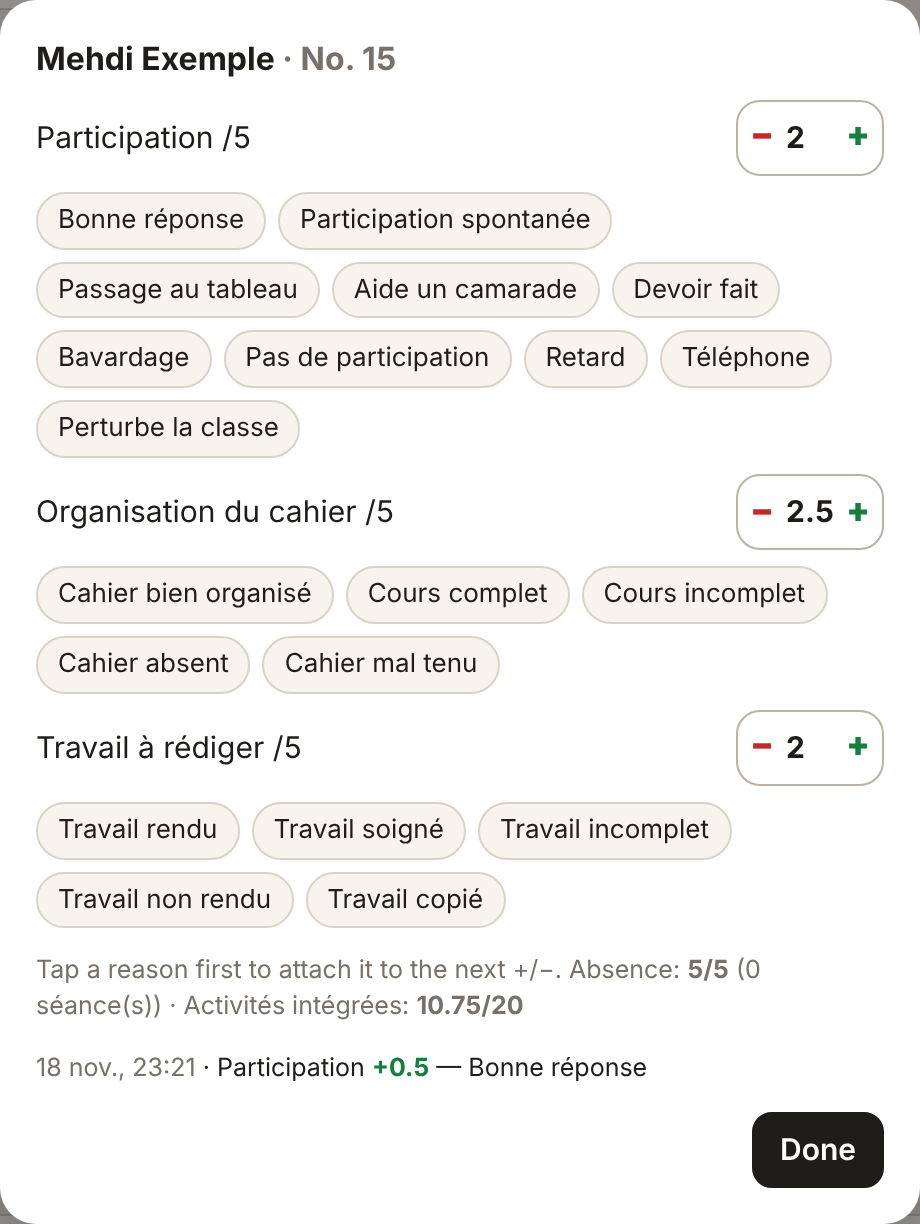 Mehdi Exemple · No. 15
Participation /5 − 2 +
Bonne réponse Participation spontanée
Passage au tableau Aide un camarade Devoir fait
Bavardage Pas de participation Retard Téléphone
Perturbe la classe
Organisation du cahier /5 − 2.5 +
Cahier bien organisé Cours complet Cours incomplet
Cahier absent Cahier mal tenu
Travail à rédiger /5 − 2 +
Travail rendu Travail soigné Travail incomplet
Travail non rendu Travail copié
Tap a reason first to attach it to the next +/−. Absence: 5/5 (0
séance(s)) · Activités intégrées: 10.75/20
18 nov., 23:21 · Participation +0.5 — Bonne réponse
Done